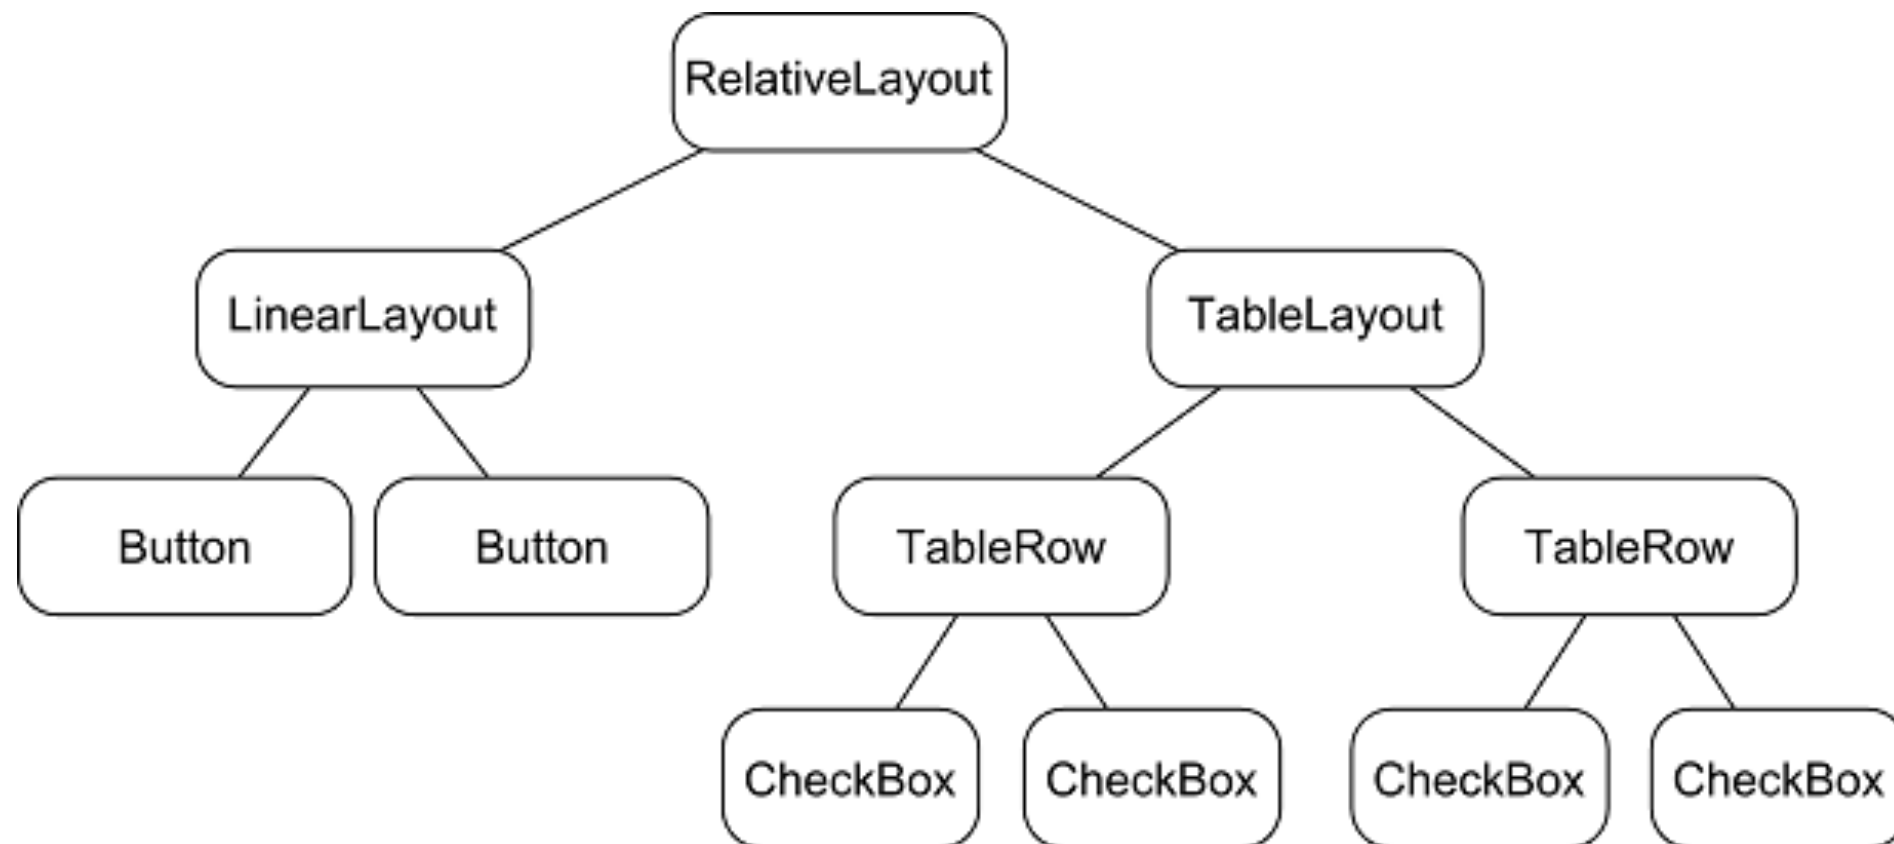 RelativeLayout
LinearLayout
TableLayout
Button
Button
TableRow
TableRow
CheckBox
CheckBox
CheckBox
CheckBox